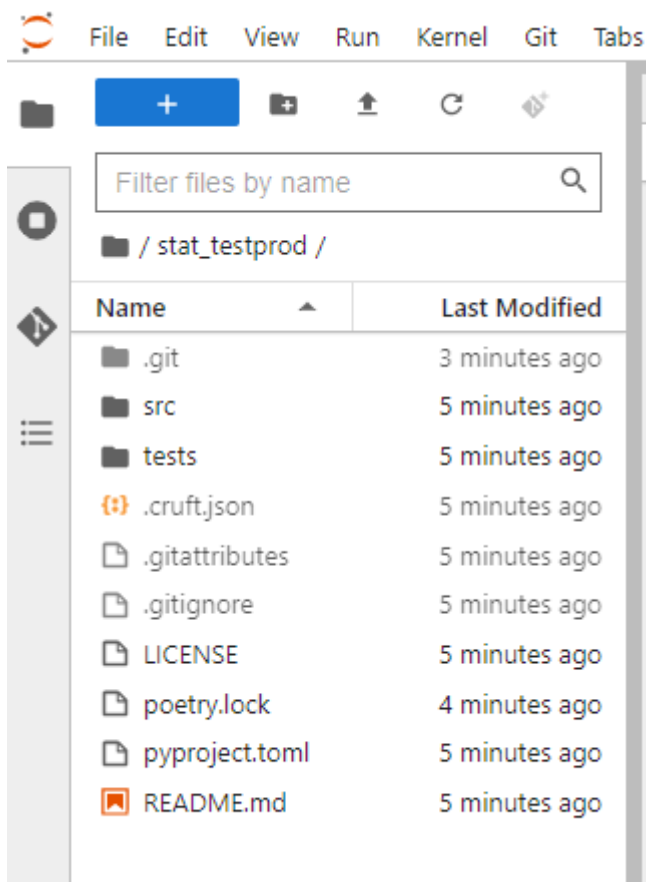 File Edit View Run Kernel Git Tabs
+
Filter files by name
/ stat_testprod /
Name Last Modified
.git 3 minutes ago
src 5 minutes ago
tests 5 minutes ago
.cruft.json 5 minutes ago
.gitattributes 5 minutes ago
.gitignore 5 minutes ago
LICENSE 5 minutes ago
poetry.lock 4 minutes ago
pyproject.toml 5 minutes ago
README.md 5 minutes ago